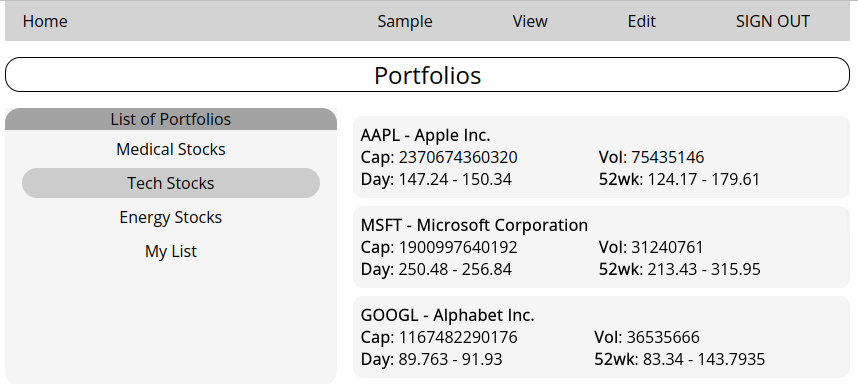 Home Sample View Edit SIGN OUT
Portfolios
List of Portfolios
Medical Stocks
Tech Stocks
Energy Stocks
My List
AAPL - Apple Inc.
Cap: 2370674360320 Vol: 75435146
Day: 147.24 - 150.34 52wk: 124.17 - 179.61
MSFT - Microsoft Corporation
Cap: 1900997640192 Vol: 31240761
Day: 250.48 - 256.84 52wk: 213.43 - 315.95
GOOGL - Alphabet Inc.
Cap: 1167482290176 Vol: 36535666
Day: 89.763 - 91.93 52wk: 83.34 - 143.7935